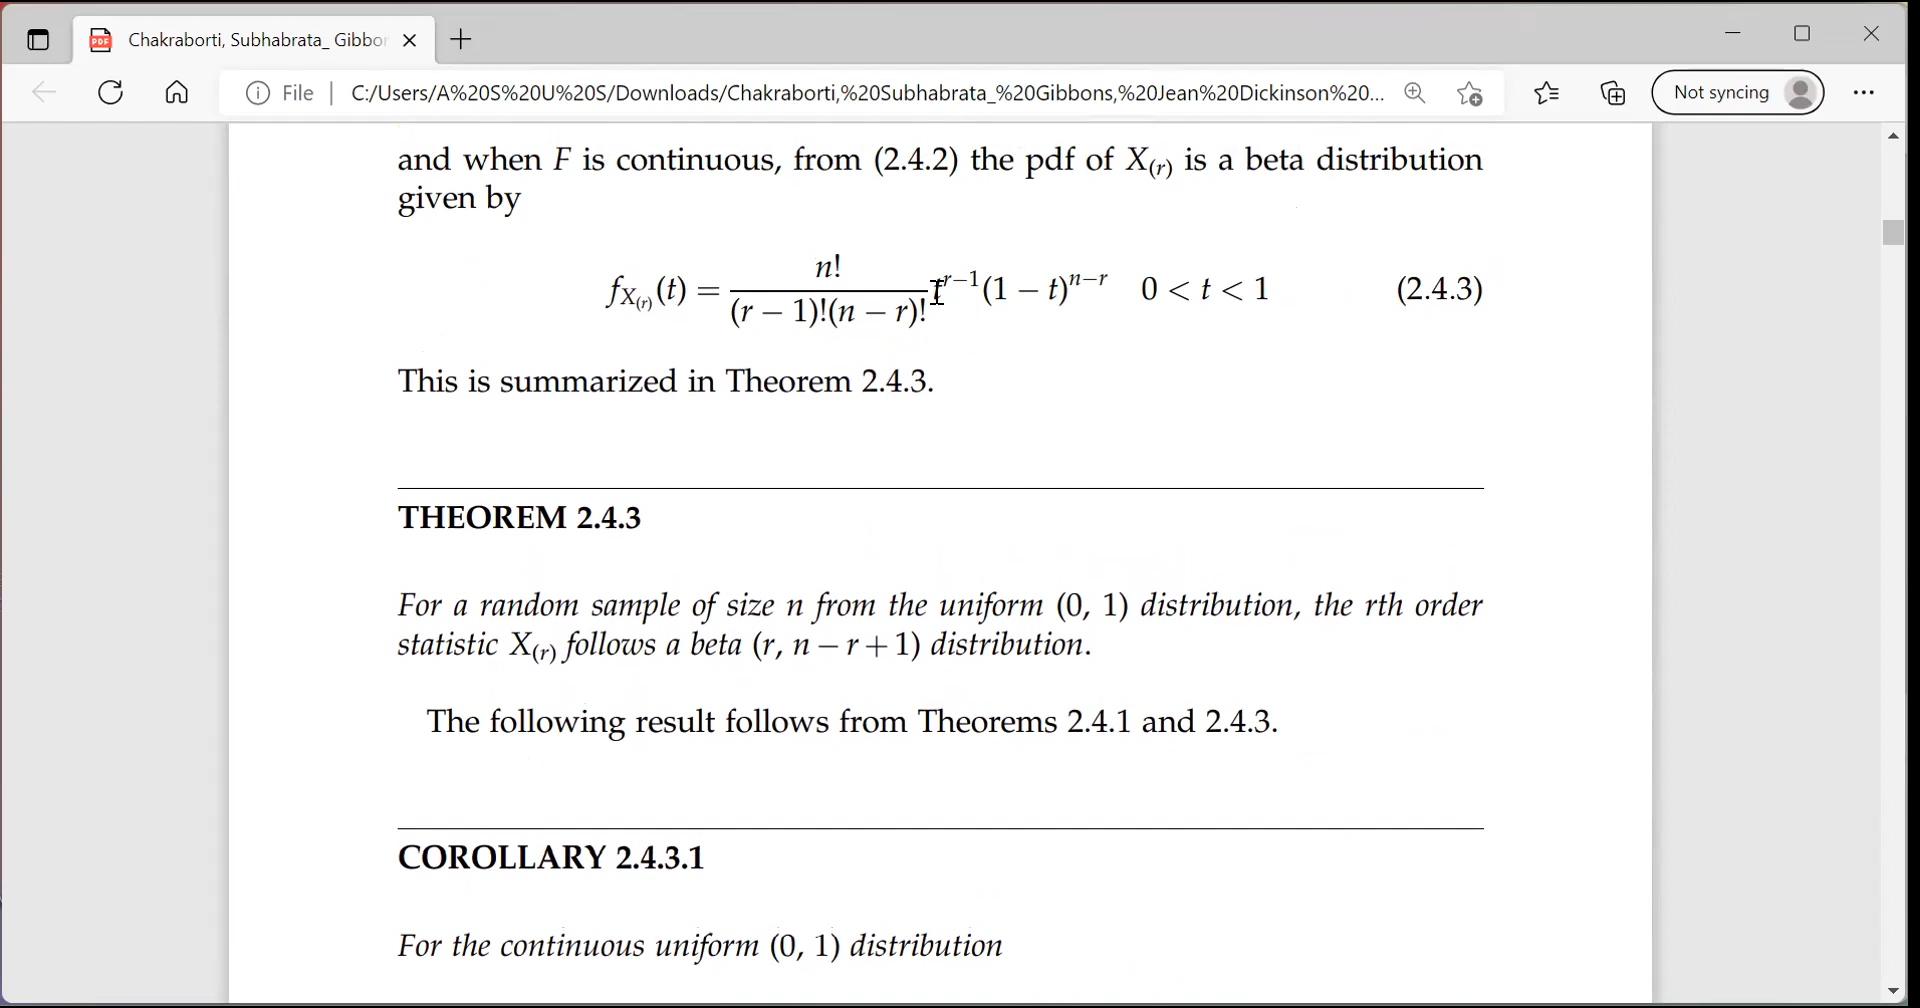 Chakraborti, Subhabrata_ Gibbor
File
C:/Users/A%20S%20U%20S/Downloads/Chakraborti,%20Subhabrata_%20Gibbons,%20Jean%20Dickinson%20...
Not syncing
and when F is continuous, from (2.4.2) the pdf of X₍ᵣ₎ is a beta distribution
given by
f_{X_{(r)}}(t) = \frac{n!}{(r − 1)!(n − r)!} t^{r−1}(1 − t)^{n−r} 0 < t < 1 (2.4.3)
This is summarized in Theorem 2.4.3.
THEOREM 2.4.3
For a random sample of size n from the uniform (0, 1) distribution, the rth order
statistic X₍ᵣ₎ follows a beta (r, n − r + 1) distribution.
The following result follows from Theorems 2.4.1 and 2.4.3.
COROLLARY 2.4.3.1
For the continuous uniform (0, 1) distribution